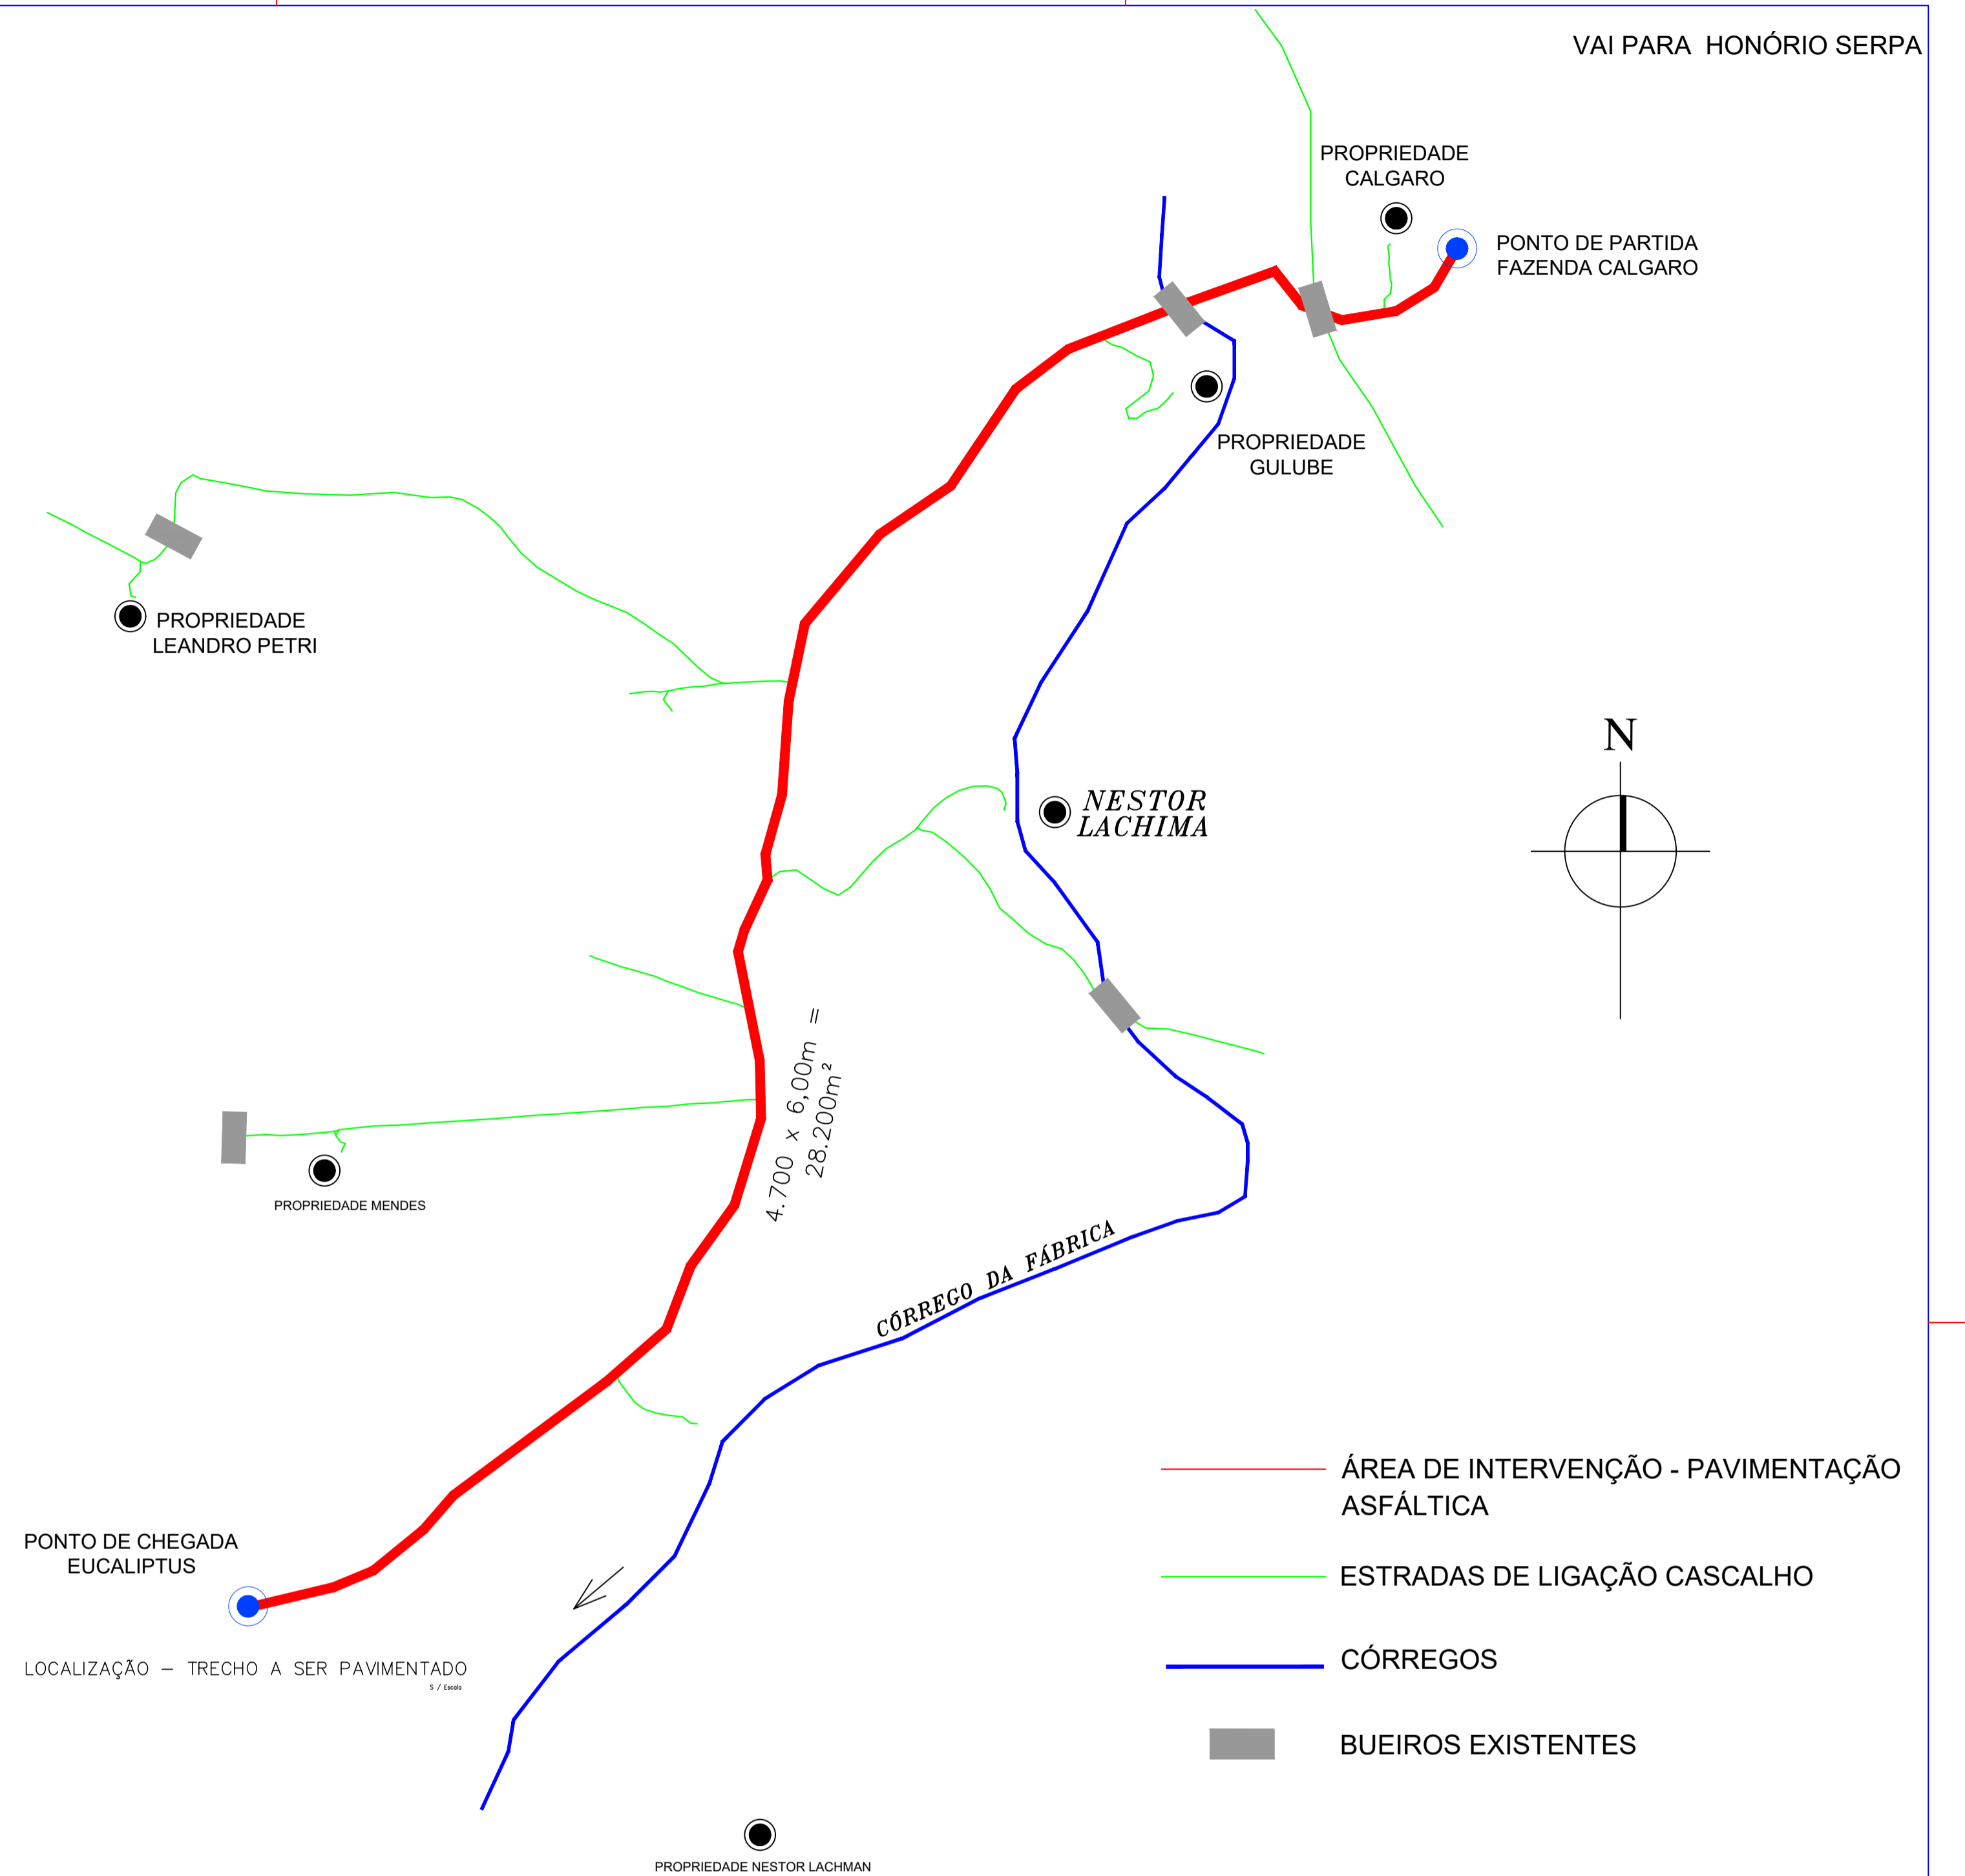 VAI PARA HONÓRIO SERPA
PROPRIEDADE
CALGARO
PONTO DE PARTIDA
FAZENDA CALGARO
PROPRIEDADE
GULUBE
PROPRIEDADE
LEANDRO PETRI
N
NESTOR
LACHIMA
4.700 x 6,00m =
28.200m²
PROPRIEDADE MENDES
CÓRREGO DA FÁBRICA
ÁREA DE INTERVENÇÃO - PAVIMENTAÇÃO
ASFÁLTICA
PONTO DE CHEGADA
EUCALIPTUS
ESTRADAS DE LIGAÇÃO CASCALHO
LOCALIZAÇÃO – TRECHO A SER PAVIMENTADO
S / Escala
CÓRREGOS
BUEIROS EXISTENTES
PROPRIEDADE NESTOR LACHMAN